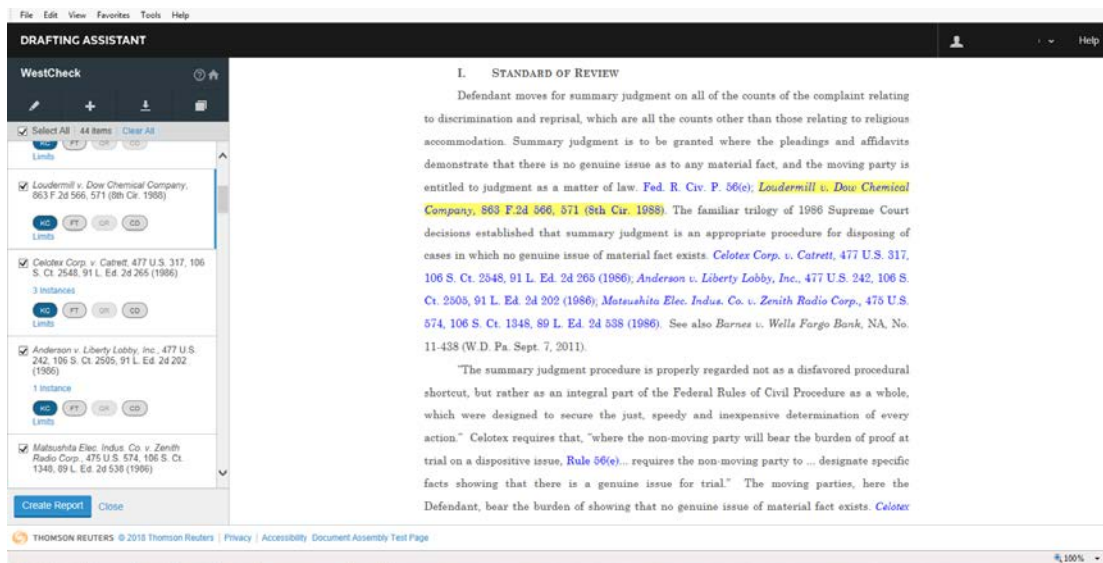 File Edit View Favorites Tools Help
DRAFTING ASSISTANT
Help
WestCheck
Select All 44 items Clear All
KC FT OR CD
Limits
Loudermill v. Dow Chemical Company,
863 F.2d 566, 571 (8th Cir. 1988)
KC FT OR CD
Limits
Celotex Corp. v. Catrett, 477 U.S. 317, 106
S. Ct. 2548, 91 L. Ed. 2d 265 (1986)
3 Instances
KC FT OR CD
Limits
Anderson v. Liberty Lobby, Inc., 477 U.S.
242, 106 S. Ct. 2505, 91 L. Ed. 2d 202
(1986)
1 Instance
KC FT OR CD
Limits
Matsushita Elec. Indus. Co. v. Zenith
Radio Corp., 475 U.S. 574, 106 S. Ct.
1348, 89 L. Ed. 2d 538 (1986)
Create Report Close
I. STANDARD OF REVIEW
Defendant moves for summary judgment on all of the counts of the complaint relating
to discrimination and reprisal, which are all the counts other than those relating to religious
accommodation. Summary judgment is to be granted where the pleadings and affidavits
demonstrate that there is no genuine issue as to any material fact, and the moving party is
entitled to judgment as a matter of law. Fed. R. Civ. P. 56(c); Loudermill v. Dow Chemical
Company, 863 F.2d 566, 571 (8th Cir. 1988). The familiar trilogy of 1986 Supreme Court
decisions established that summary judgment is an appropriate procedure for disposing of
cases in which no genuine issue of material fact exists. Celotex Corp. v. Catrett, 477 U.S. 317,
106 S. Ct. 2548, 91 L. Ed. 2d 265 (1986); Anderson v. Liberty Lobby, Inc., 477 U.S. 242, 106 S.
Ct. 2505, 91 L. Ed. 2d 202 (1986); Matsushita Elec. Indus. Co. v. Zenith Radio Corp., 475 U.S.
574, 106 S. Ct. 1348, 89 L. Ed. 2d 538 (1986). See also Barnes v. Wells Fargo Bank, NA, No.
11-438 (W.D. Pa. Sept. 7, 2011).
"The summary judgment procedure is properly regarded not as a disfavored procedural
shortcut, but rather as an integral part of the Federal Rules of Civil Procedure as a whole,
which were designed to secure the just, speedy and inexpensive determination of every
action." Celotex requires that, "where the non-moving party will bear the burden of proof at
trial on a dispositive issue, Rule 56(e)... requires the non-moving party to ... designate specific
facts showing that there is a genuine issue for trial." The moving parties, here the
Defendant, bear the burden of showing that no genuine issue of material fact exists. Celotex
THOMSON REUTERS © 2018 Thomson Reuters | Privacy | Accessibility Document Assembly Test Page
100%